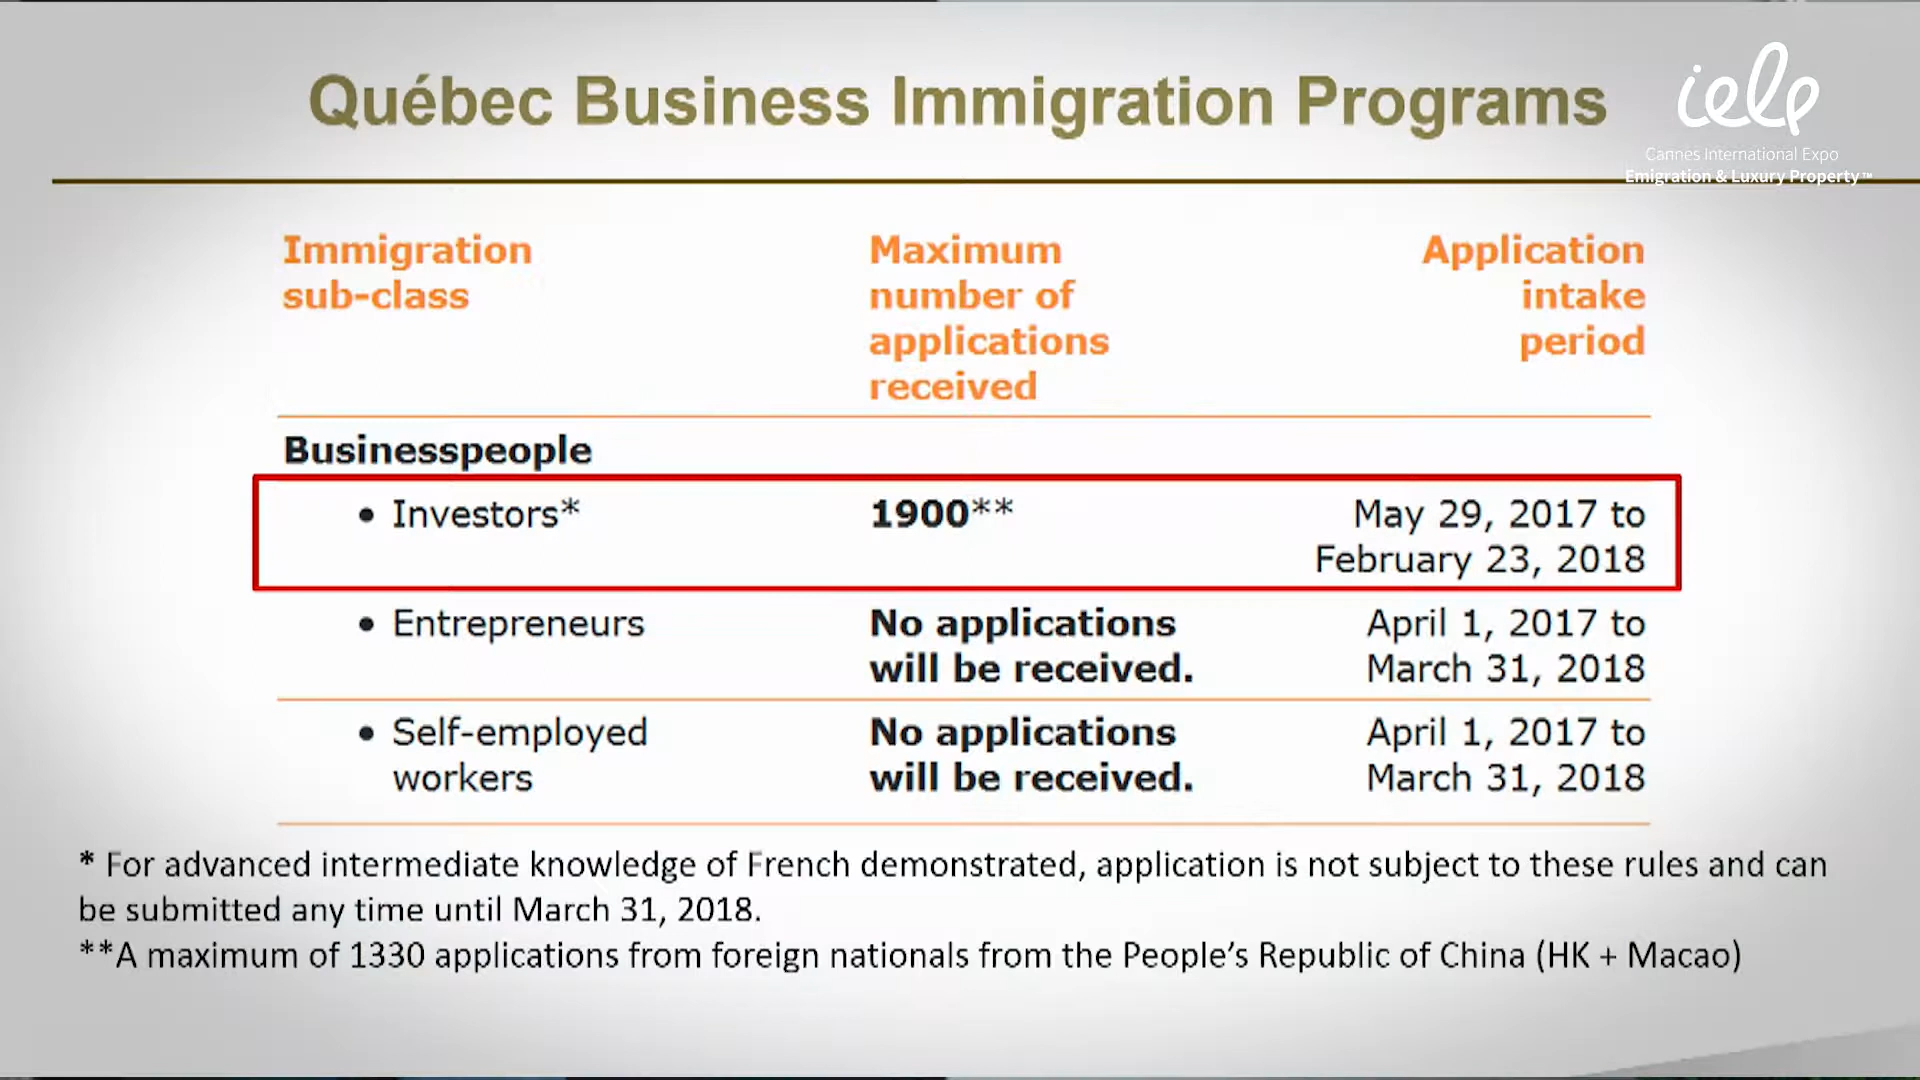 Québec Business Immigration Programs
ielp
Cannes International Expo
Emigration & Luxury Property™
Immigration
sub-class
Maximum
number of
applications
received
Application
intake
period
Businesspeople
• Investors*
1900**
May 29, 2017 to
February 23, 2018
• Entrepreneurs
No applications
will be received.
April 1, 2017 to
March 31, 2018
• Self-employed
workers
No applications
will be received.
April 1, 2017 to
March 31, 2018
* For advanced intermediate knowledge of French demonstrated, application is not subject to these rules and can
be submitted any time until March 31, 2018.
**A maximum of 1330 applications from foreign nationals from the People’s Republic of China (HK + Macao)